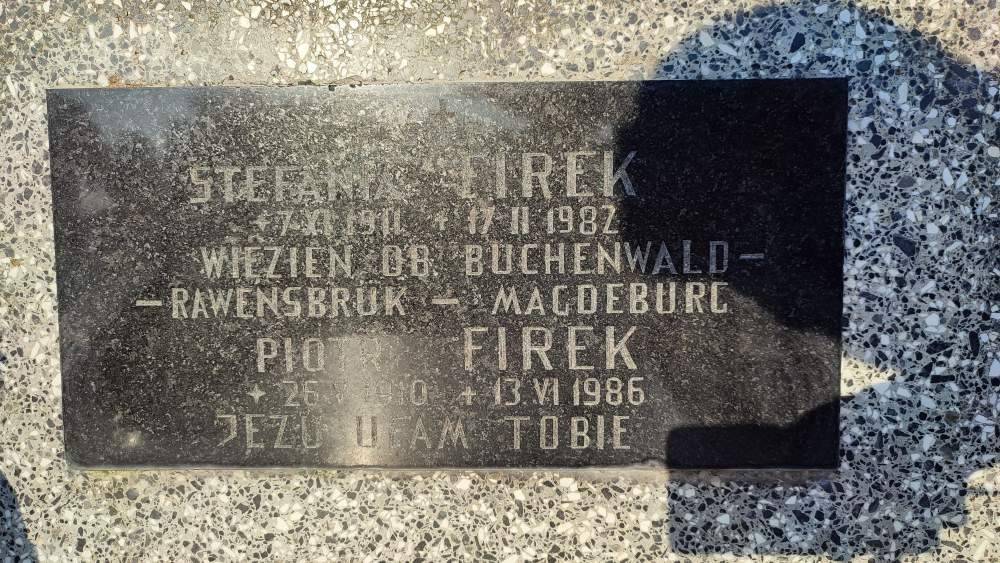 STEFANIA FIREK
+ 7 XI 1911 + 17 II 1982
WIĘZIEŃ OB. BUCHENWALD –
– RAWENSBRUK – MAGDEBURG
PIOTR FIREK
✦ 26 V 1910 + 13 VI 1986
JEZU UFAM TOBIE